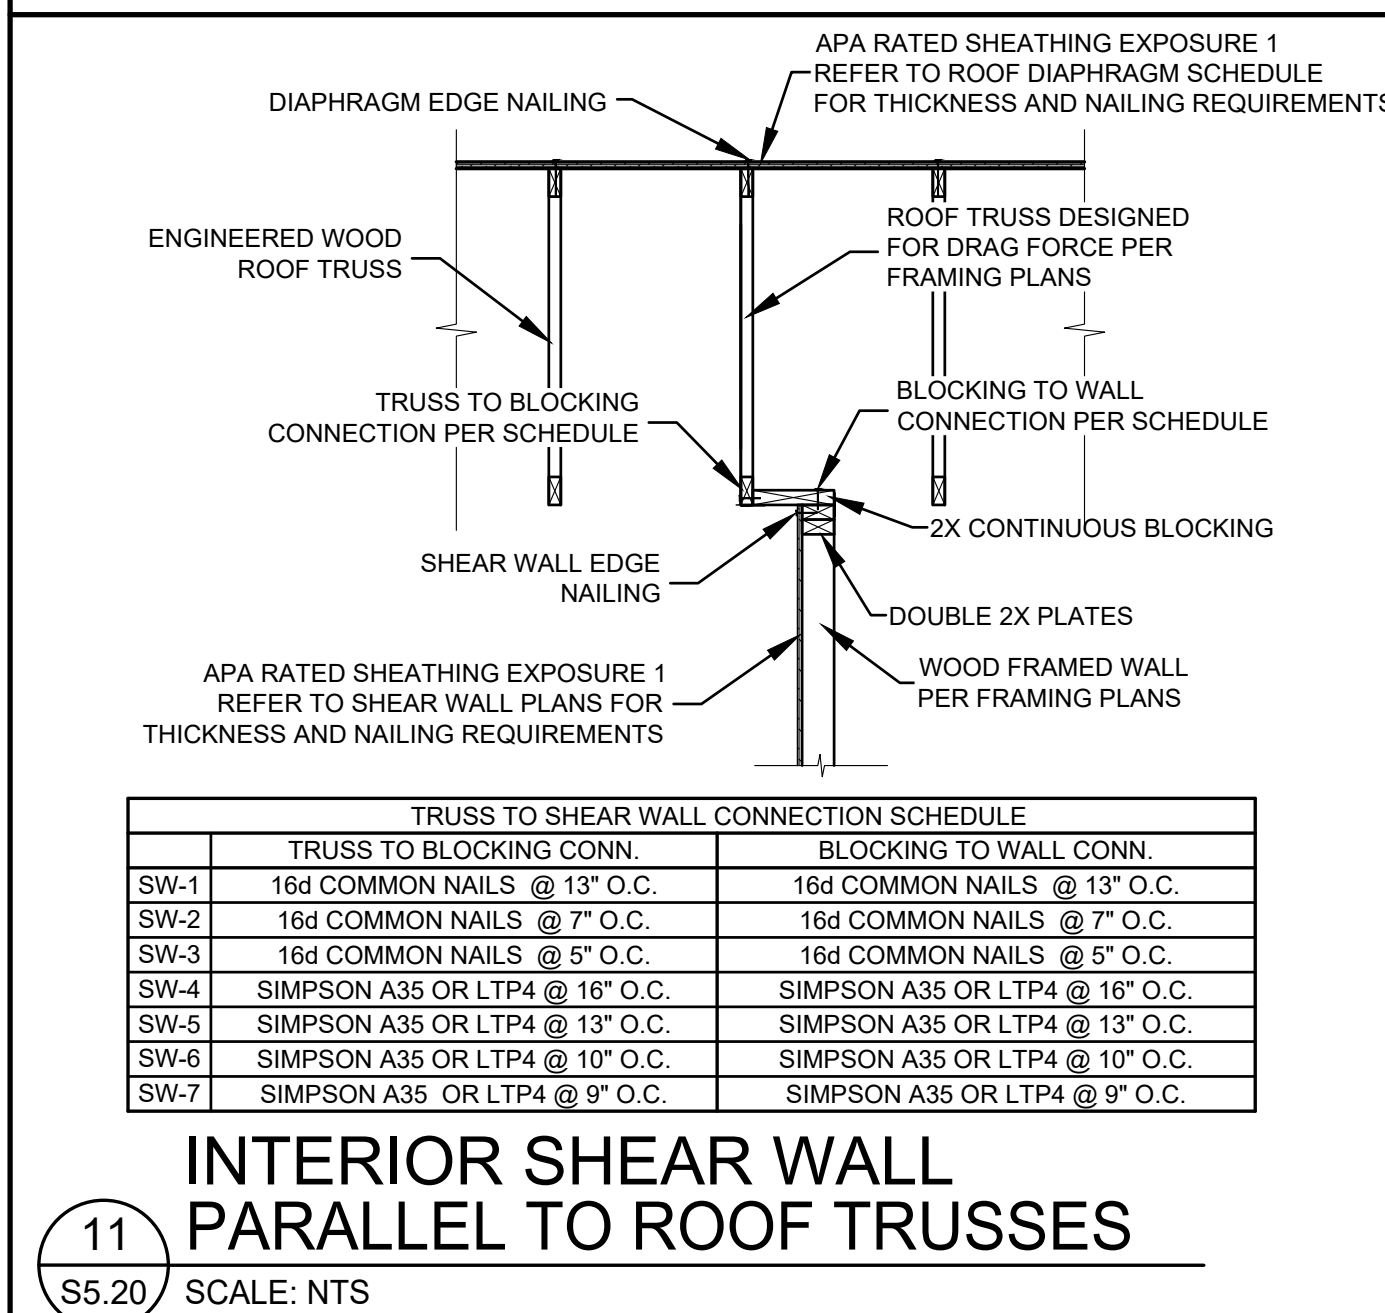 APA RATED SHEATHING EXPOSURE 1
REFER TO ROOF DIAPHRAGM SCHEDULE
FOR THICKNESS AND NAILING REQUIREMENTS
DIAPHRAGM EDGE NAILING
ENGINEERED WOOD
ROOF TRUSS
ROOF TRUSS DESIGNED
FOR DRAG FORCE PER
FRAMING PLANS
TRUSS TO BLOCKING
CONNECTION PER SCHEDULE
BLOCKING TO WALL
CONNECTION PER SCHEDULE
2X CONTINUOUS BLOCKING
SHEAR WALL EDGE
NAILING
DOUBLE 2X PLATES
APA RATED SHEATHING EXPOSURE 1
REFER TO SHEAR WALL PLANS FOR
THICKNESS AND NAILING REQUIREMENTS
WOOD FRAMED WALL
PER FRAMING PLANS
TRUSS TO SHEAR WALL CONNECTION SCHEDULE
TRUSS TO BLOCKING CONN. BLOCKING TO WALL CONN.
SW-1 16d COMMON NAILS @ 13" O.C. 16d COMMON NAILS @ 13" O.C.
SW-2 16d COMMON NAILS @ 7" O.C. 16d COMMON NAILS @ 7" O.C.
SW-3 16d COMMON NAILS @ 5" O.C. 16d COMMON NAILS @ 5" O.C.
SW-4 SIMPSON A35 OR LTP4 @ 16" O.C. SIMPSON A35 OR LTP4 @ 16" O.C.
SW-5 SIMPSON A35 OR LTP4 @ 13" O.C. SIMPSON A35 OR LTP4 @ 13" O.C.
SW-6 SIMPSON A35 OR LTP4 @ 10" O.C. SIMPSON A35 OR LTP4 @ 10" O.C.
SW-7 SIMPSON A35 OR LTP4 @ 9" O.C. SIMPSON A35 OR LTP4 @ 9" O.C.
INTERIOR SHEAR WALL
PARALLEL TO ROOF TRUSSES
11
S5.20
SCALE: NTS